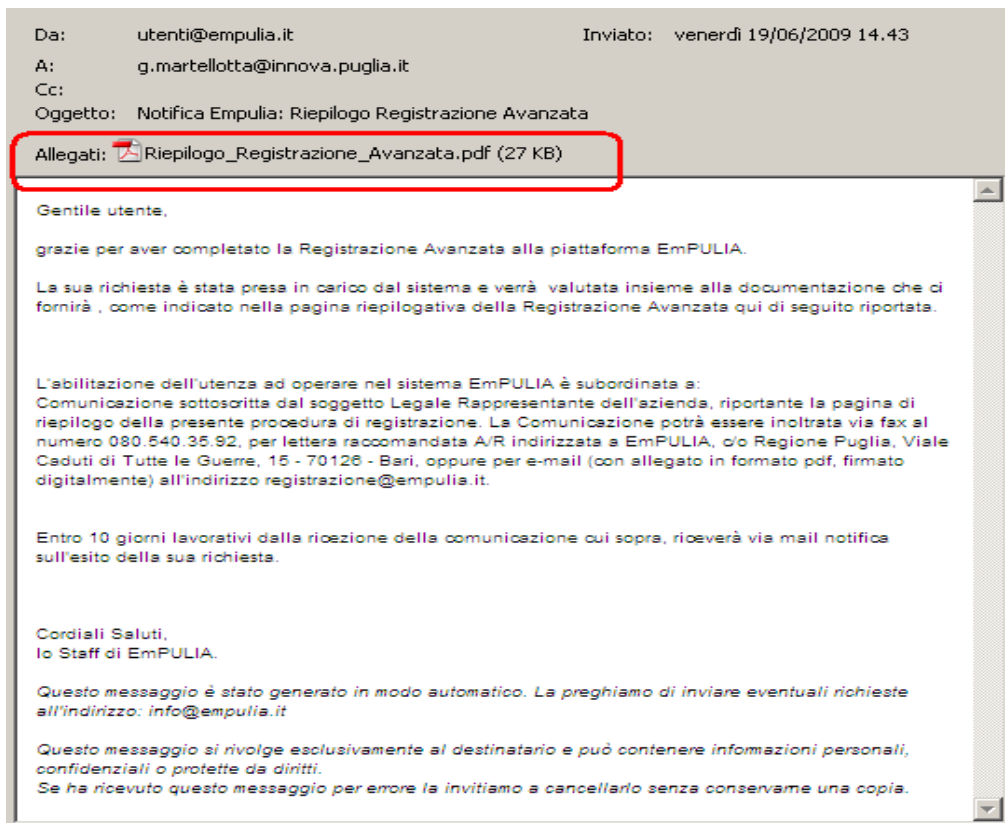 Da: utenti@empulia.it Inviato: venerdì 19/06/2009 14.43
A: g.martellotta@innova.puglia.it
Cc:
Oggetto: Notifica Empulia: Riepilogo Registrazione Avanzata
Allegati: Riepilogo_Registrazione_Avanzata.pdf (27 KB)
Gentile utente,
grazie per aver completato la Registrazione Avanzata alla piattaforma EmPULIA.
La sua richiesta è stata presa in carico dal sistema e verrà valutata insieme alla documentazione che ci
fornirà , come indicato nella pagina riepilogativa della Registrazione Avanzata qui di seguito riportata.
L'abilitazione dell'utenza ad operare nel sistema EmPULIA è subordinata a:
Comunicazione sottoscritta dal soggetto Legale Rappresentante dell'azienda, riportante la pagina di
riepilogo della presente procedura di registrazione. La Comunicazione potrà essere inoltrata via fax al
numero 080.540.35.92, per lettera raccomandata A/R indirizzata a EmPULIA, c/o Regione Puglia, Viale
Caduti di Tutte le Guerre, 15 - 70126 - Bari, oppure per e-mail (con allegato in formato pdf, firmato
digitalmente) all'indirizzo registrazione@empulia.it.
Entro 10 giorni lavorativi dalla ricezione della comunicazione cui sopra, riceverà via mail notifica
sull'esito della sua richiesta.
Cordiali Saluti,
lo Staff di EmPULIA.
Questo messaggio è stato generato in modo automatico. La preghiamo di inviare eventuali richieste
all'indirizzo: info@empulia.it
Questo messaggio si rivolge esclusivamente al destinatario e può contenere informazioni personali,
confidenziali o protette da diritti.
Se ha ricevuto questo messaggio per errore la invitiamo a cancellarlo senza conservarne una copia.